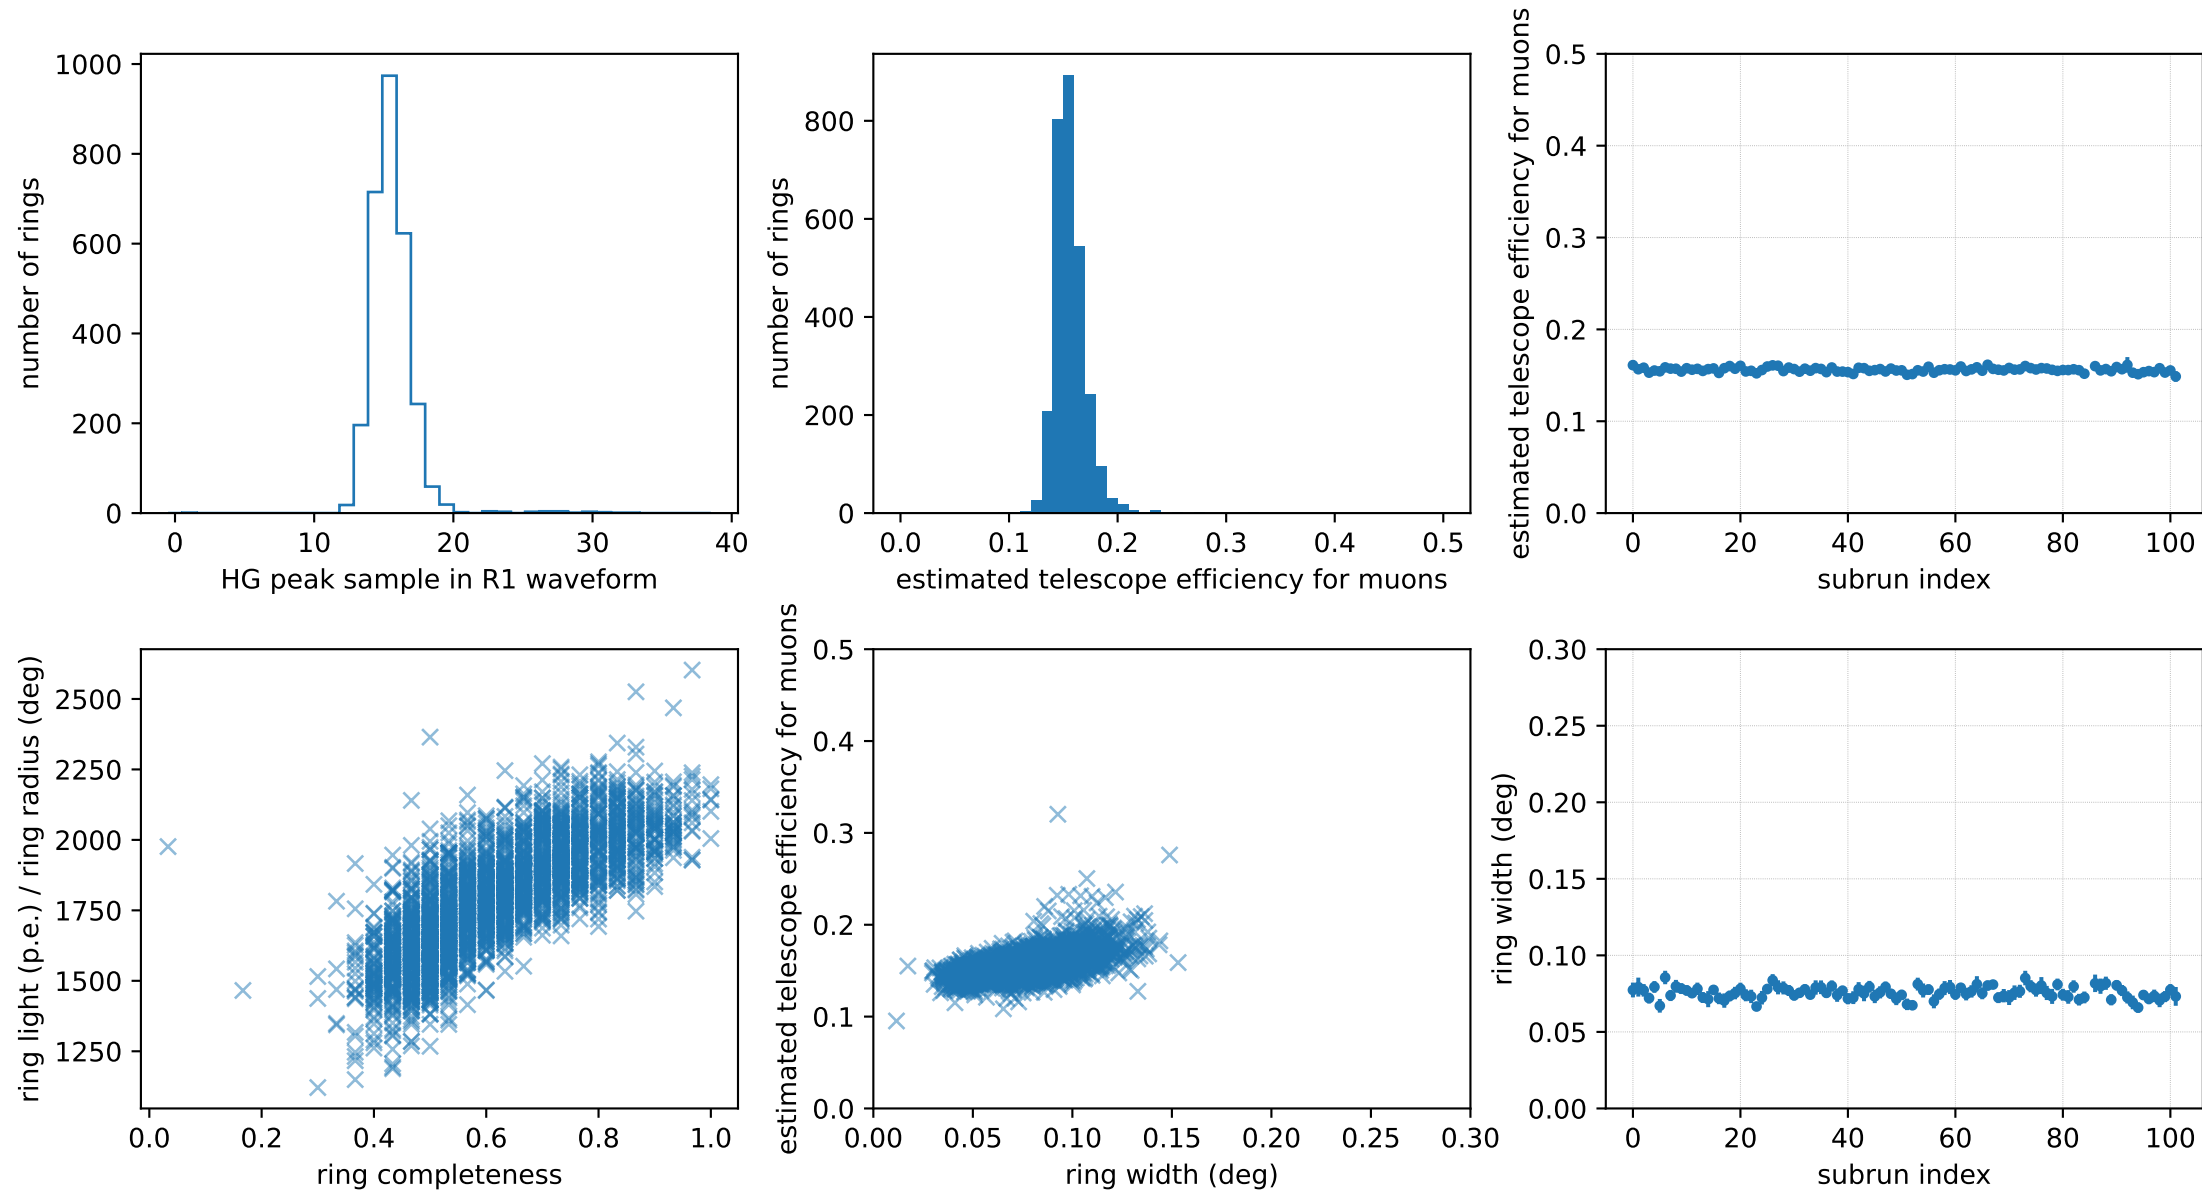 number of rings
1000
800
600
400
200
0
0 10 20 30 40
HG peak sample in R1 waveform
number of rings
800
600
400
200
0
0.0 0.1 0.2 0.3 0.4 0.5
estimated telescope efficiency for muons
estimated telescope efficiency for muons
0.5
0.4
0.3
0.2
0.1
0.0
0 20 40 60 80 100
subrun index
ring light (p.e.) / ring radius (deg)
2500
2250
2000
1750
1500
1250
0.0 0.2 0.4 0.6 0.8 1.0
ring completeness
estimated telescope efficiency for muons
0.5
0.4
0.3
0.2
0.1
0.0
0.00 0.05 0.10 0.15 0.20 0.25 0.30
ring width (deg)
ring width (deg)
0.30
0.25
0.20
0.15
0.10
0.05
0.00
0 20 40 60 80 100
subrun index